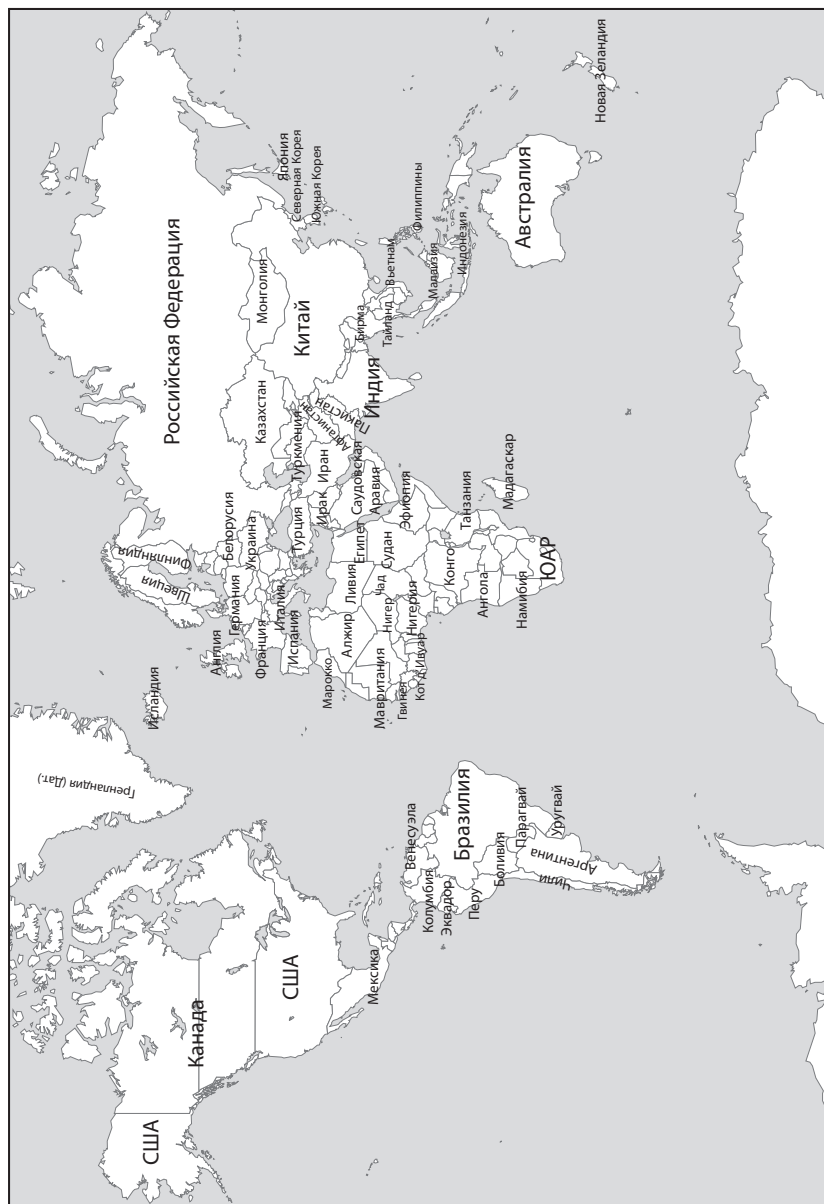 США
Канада
США
Мексика
Гренландия (Дат.)
Исландия
Венесуэла
Колумбия
Эквадор
Перу
Бразилия
Боливия
Парагвай
Уругвай
Чили
Аргентина
Англия
Швеция
Финляндия
Германия
Франция
Белорусия
Украина
Италия
Испания
Турция
Марокко
Алжир
Ливия
Египет
Мавритания
Нигер
Чад
Судан
Гвинея
Кот д,Ивуар
Нигерия
Эфиопия
Конго
Танзания
Ангола
Намибия
ЮАР
Мадагаскар
Российская Федерация
Казахстан
Монголия
Китай
Туркмения
Ирак
Иран
Афганистан
Пакистан
Саудовская
Аравия
Индия
Бирма
Тайланд
Вьетнам
Япония
Северная Корея
Южная Корея
Филиппины
Малайзия
Индонезия
Австралия
Новая Зеландия